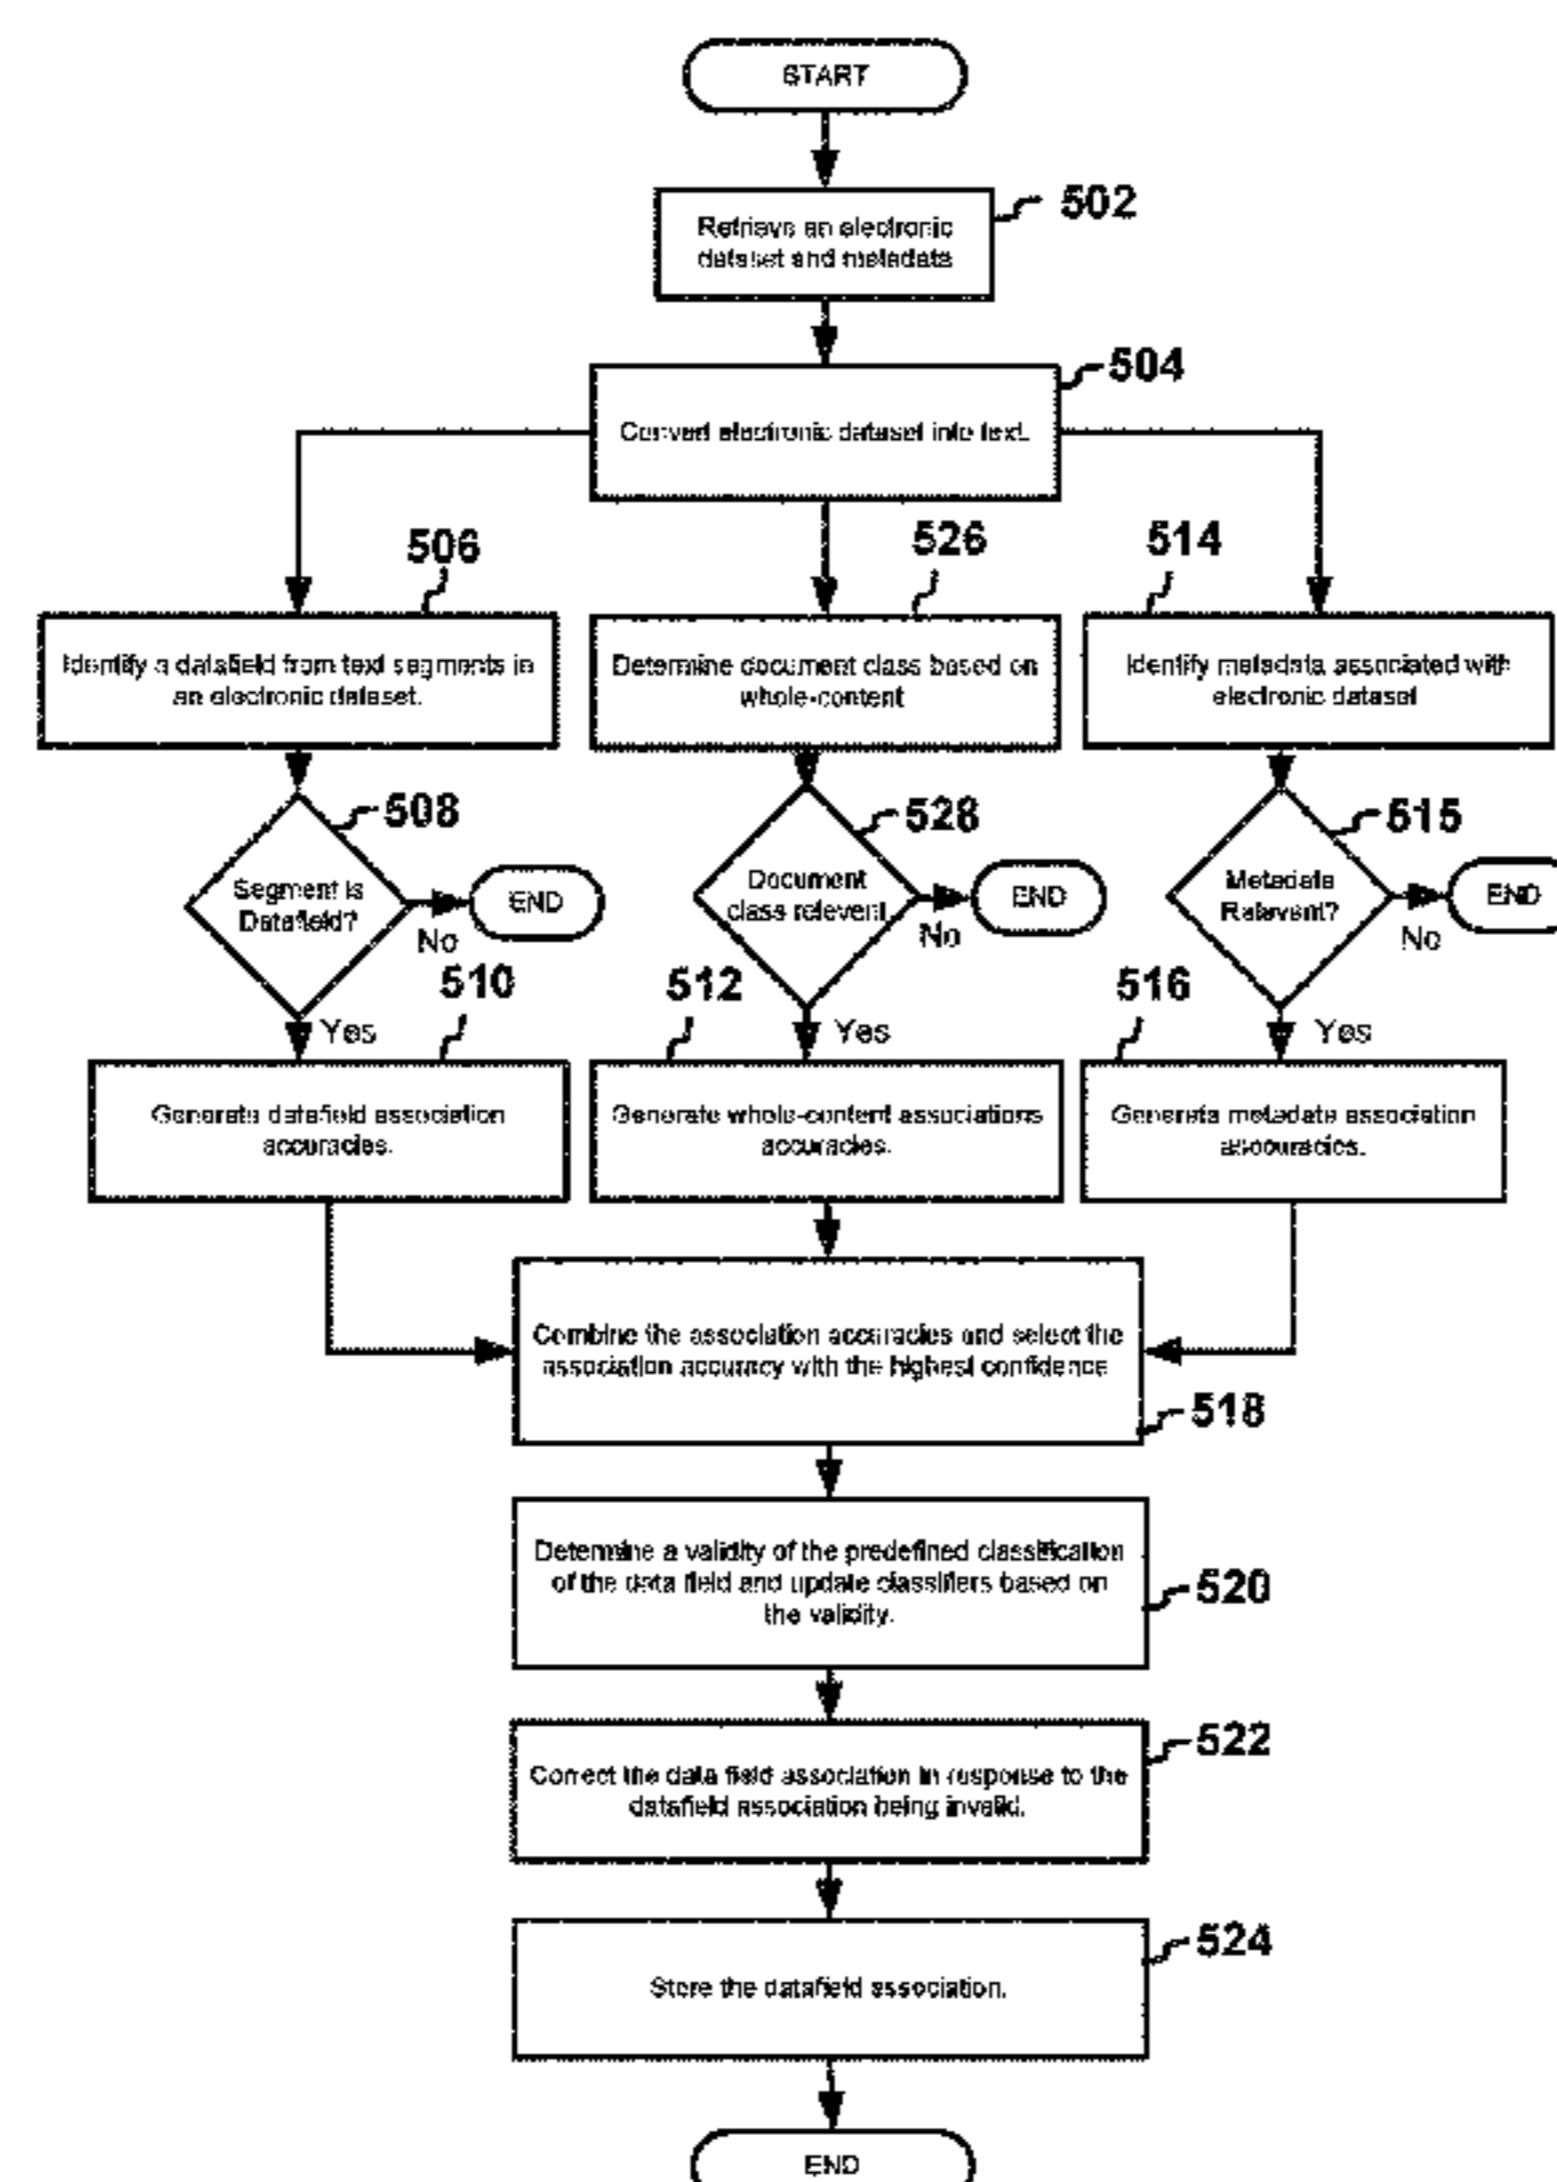 START
502
Retrieve an electronic
dataset and metadata
504
Convert electronic dataset into text.
506
526
514
Identify a datafield from text segments in
an electronic dataset.
Determine document class based on
whole-content
Identify metadata associated with
electronic dataset
508
528
515
Segment is
Datafield?
END
No
Document
class relevent
END
No
Metadata
Relevent?
END
No
510
512
516
Yes
Yes
Yes
Generate datafield association
accuracies.
Generate whole-content associations
accuracies.
Generate metadate association
asccuracies.
Combine the association accuracies and select the
association accuracy with the highest confidence
518
Determine a validity of the predefined classification
of the data field and update classifiers based on
the validity.
520
522
Correct the data field association in response to the
datafield association being invalid.
524
Store the datafield association.
END